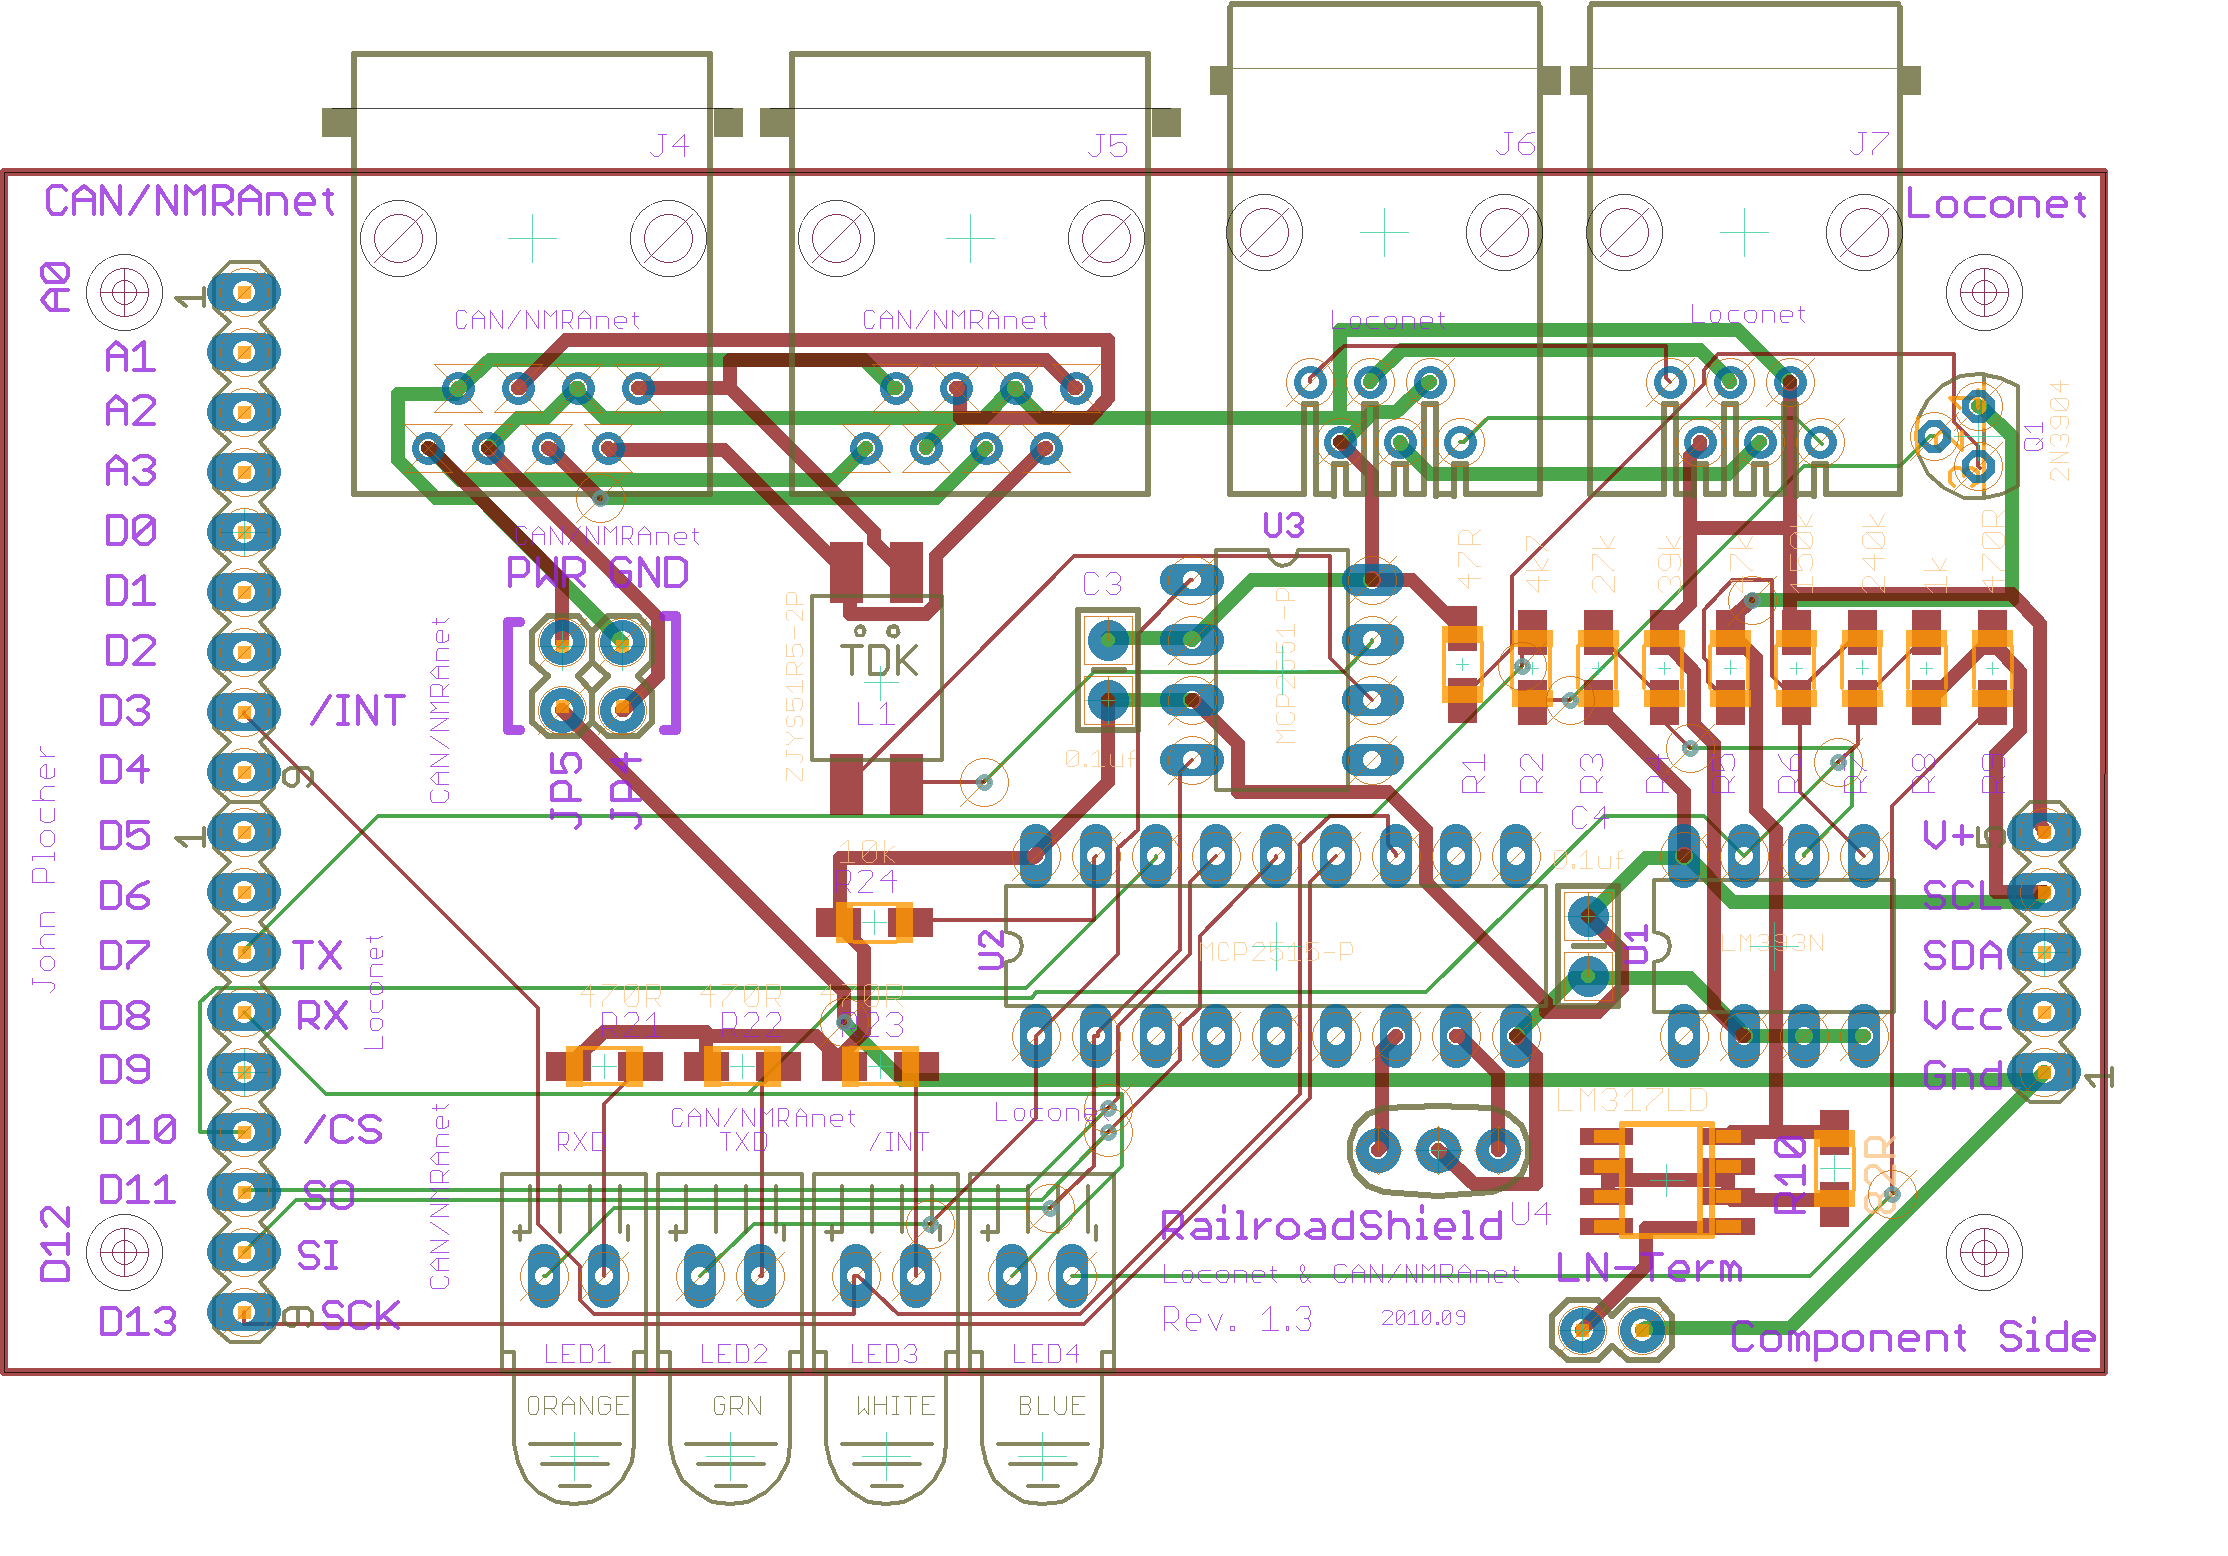 J4
J5
J6
J7
CAN/NMRAnet
Loconet
A0
1
A1
A2
A3
D0
D1
D2
D3
/INT
D4
9
1
D5
D6
D7
TX
D8
RX
D9
D10
/CS
D11
SO
D12
SI
D13
9
SCK
John Plocher
CAN/NMRAnet
Loconet
CAN/NMRAnet
CAN/NMRAnet
CAN/NMRAnet
Loconet
Loconet
Q1
2N3904
CAN/NMRAnet
PWR GND
JP5
JP4
ZJYS51R5-2P
TDK
L1
C3
0.1uf
U3
MCP2551-P
47R
4k7
27k
39k
47k
150k
240k
1k
470R
R1
R2
R3
R4
R5
R6
R7
R8
R9
C4
0.1uf
10k
R24
U2
MCP2515-P
U1
LM393N
V+
5
SCL
SDA
Vcc
Gnd
1
470R
R21
470R
R22
470R
R23
CAN/NMRAnet
Loconet
RXD
TXD
/INT
LM317LD
R10
82R
U4
RailroadShield
Loconet & CAN/NMRAnet
Rev. 1.3
2010.09
LN-Term
Component Side
LED1
LED2
LED3
LED4
ORANGE
GRN
WHITE
BLUE